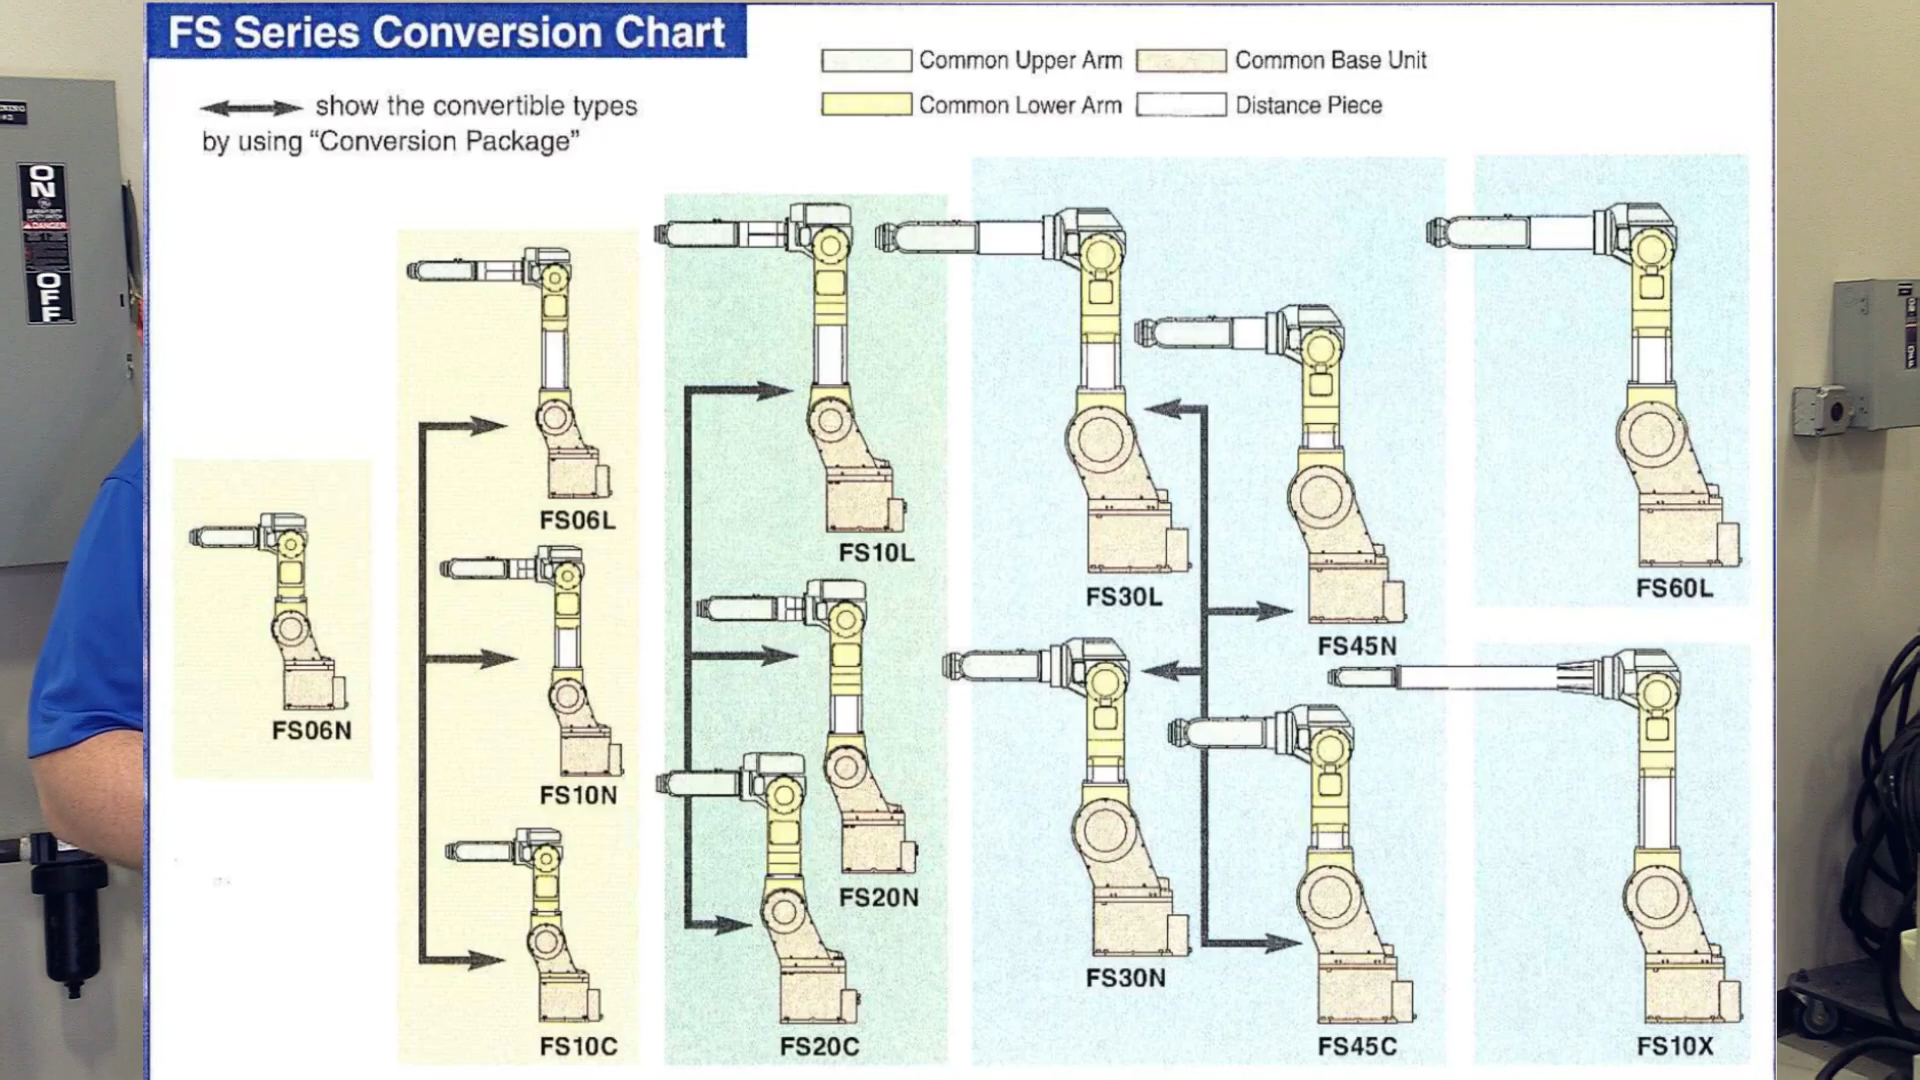 FS Series Conversion Chart
show the convertible types
by using “Conversion Package”
Common Upper Arm
Common Base Unit
Common Lower Arm
Distance Piece
ON
DANGER
OFF
FS06N
FS06L
FS10N
FS10C
FS10L
FS20N
FS20C
FS30L
FS30N
FS45N
FS45C
FS60L
FS10X